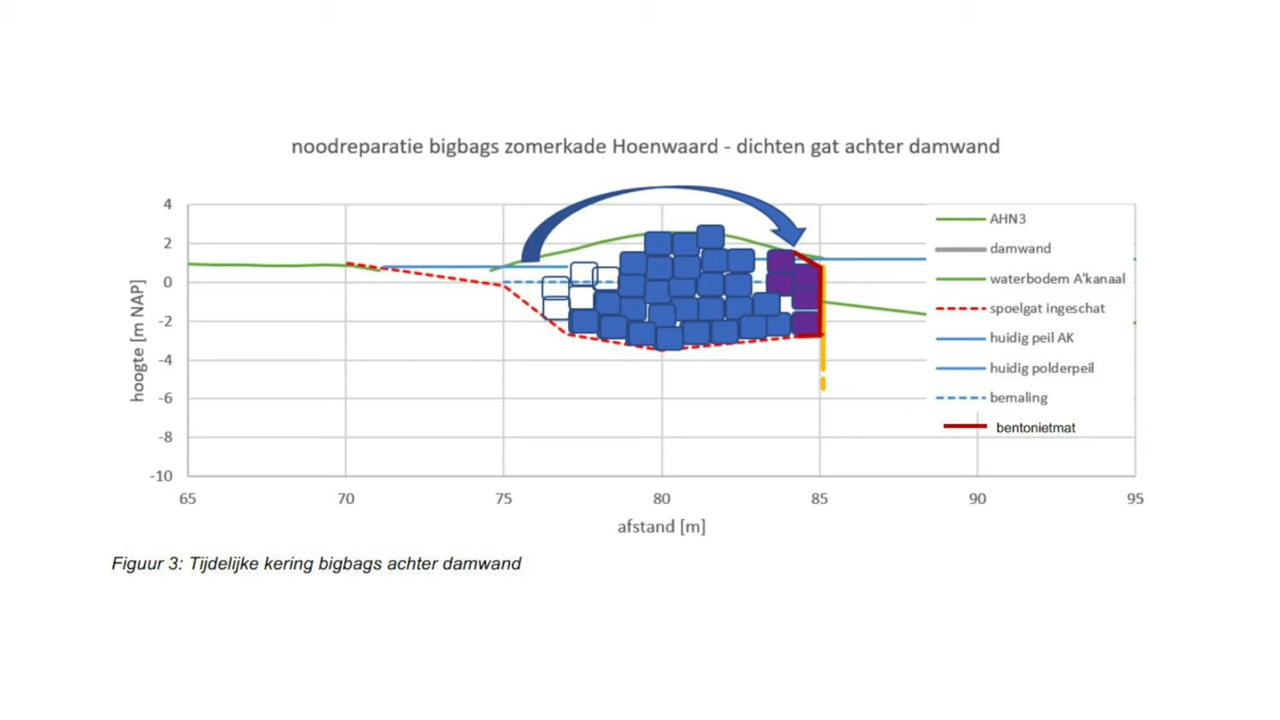 noodreparatie bigbags zomerkade Hoenwaard - dichten gat achter damwand
4
2
0
-2
-4
-6
-8
-10
hoogte [m NAP]
65
70
75
80
85
90
95
afstand [m]
AHN3
damwand
waterbodem A'kanaal
spoelgat ingeschat
huidig peil AK
huidig polderpeil
bemaling
bentonietmat
Figuur 3: Tijdelijke kering bigbags achter damwand